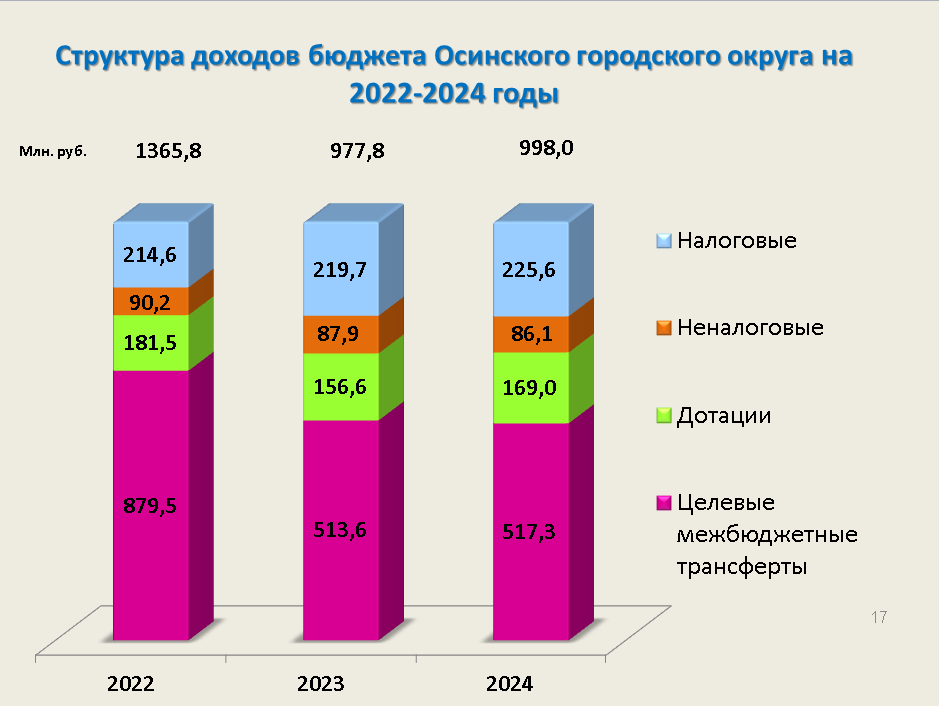 Структура доходов бюджета Осинского городского округа на
2022-2024 годы
Млн. руб.
1365,8
977,8
998,0
214,6
219,7
225,6
90,2
87,9
86,1
181,5
156,6
169,0
879,5
513,6
517,3
Налоговые
Неналоговые
Дотации
Целевые
межбюджетные
трансферты
17
2022
2023
2024